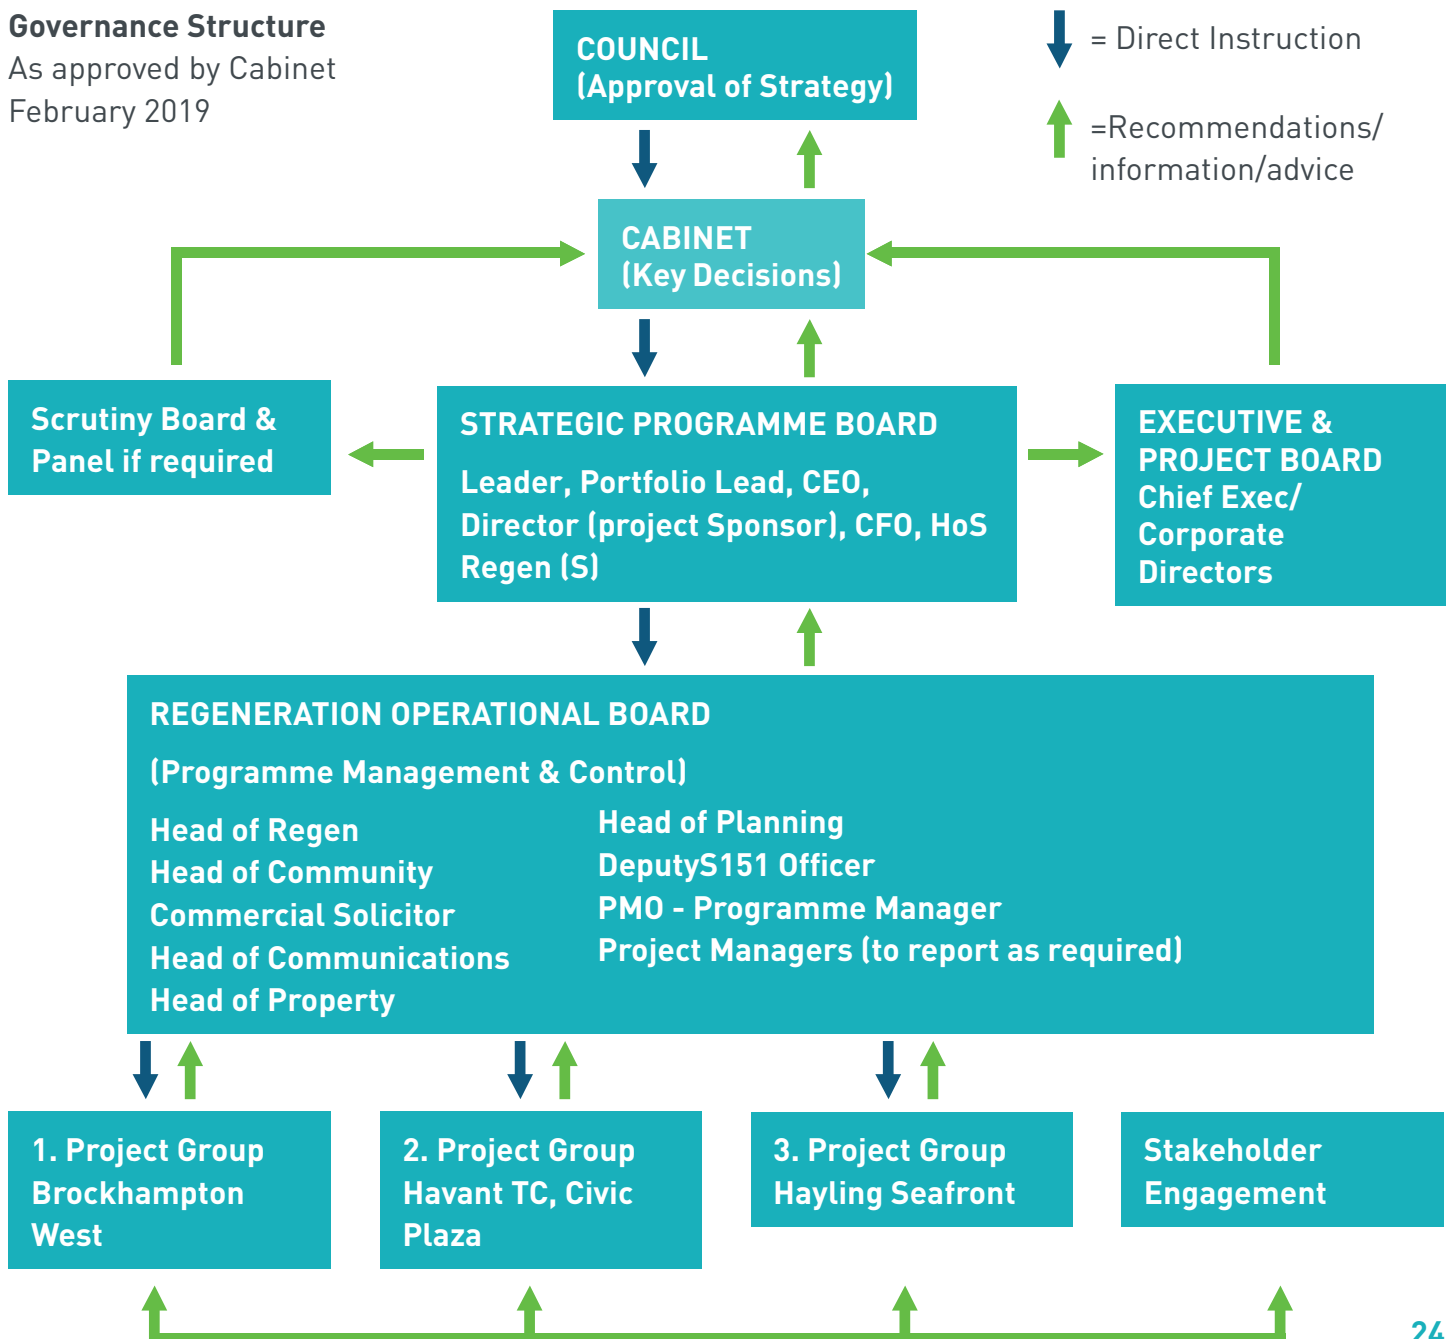 Governance Structure
As approved by Cabinet
February 2019
COUNCIL
(Approval of Strategy)
= Direct Instruction
=Recommendations/
information/advice
CABINET
(Key Decisions)
Scrutiny Board &
Panel if required
STRATEGIC PROGRAMME BOARD
Leader, Portfolio Lead, CEO,
Director (project Sponsor), CFO, HoS
Regen (S)
EXECUTIVE &
PROJECT BOARD
Chief Exec/
Corporate
Directors
REGENERATION OPERATIONAL BOARD
(Programme Management & Control)
Head of Regen
Head of Community
Commercial Solicitor
Head of Communications
Head of Property
Head of Planning
DeputyS151 Officer
PMO - Programme Manager
Project Managers (to report as required)
1. Project Group
Brockhampton
West
2. Project Group
Havant TC, Civic
Plaza
3. Project Group
Hayling Seafront
Stakeholder
Engagement
24